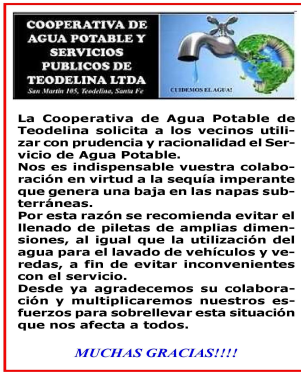 COOPERATIVA DE
AGUA POTABLE Y
SERVICIOS
PUBLICOS DE
TEODELINA LTDA
San Martin 105, Teodelina, Santa Fe
CUIDEMOS EL AGUA!
La Cooperativa de Agua Potable de
Teodelina solicita a los vecinos utili-
zar con prudencia y racionalidad el Ser-
vicio de Agua Potable.
Nos es indispensable vuestra colabo-
ración en virtud a la sequía imperante
que genera una baja en las napas sub-
terráneas.
Por esta razón se recomienda evitar el
llenado de piletas de amplias dimen-
siones, al igual que la utilización del
agua para el lavado de vehículos y ve-
redas, a fin de evitar inconvenientes
con el servicio.
Desde ya agradecemos su colabora-
ción y multiplicaremos nuestros es-
fuerzos para sobrellevar esta situación
que nos afecta a todos.
MUCHAS GRACIAS!!!!